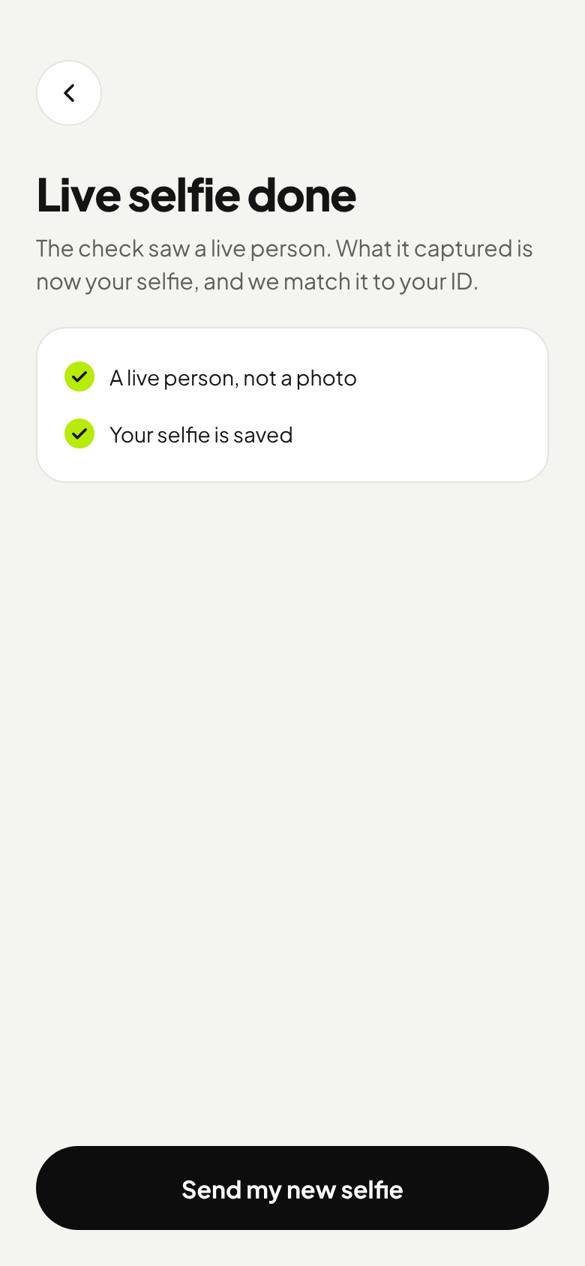 Live selfie done
The check saw a live person. What it captured is
now your selfie, and we match it to your ID.
A live person, not a photo
Your selfie is saved
Send my new selfie